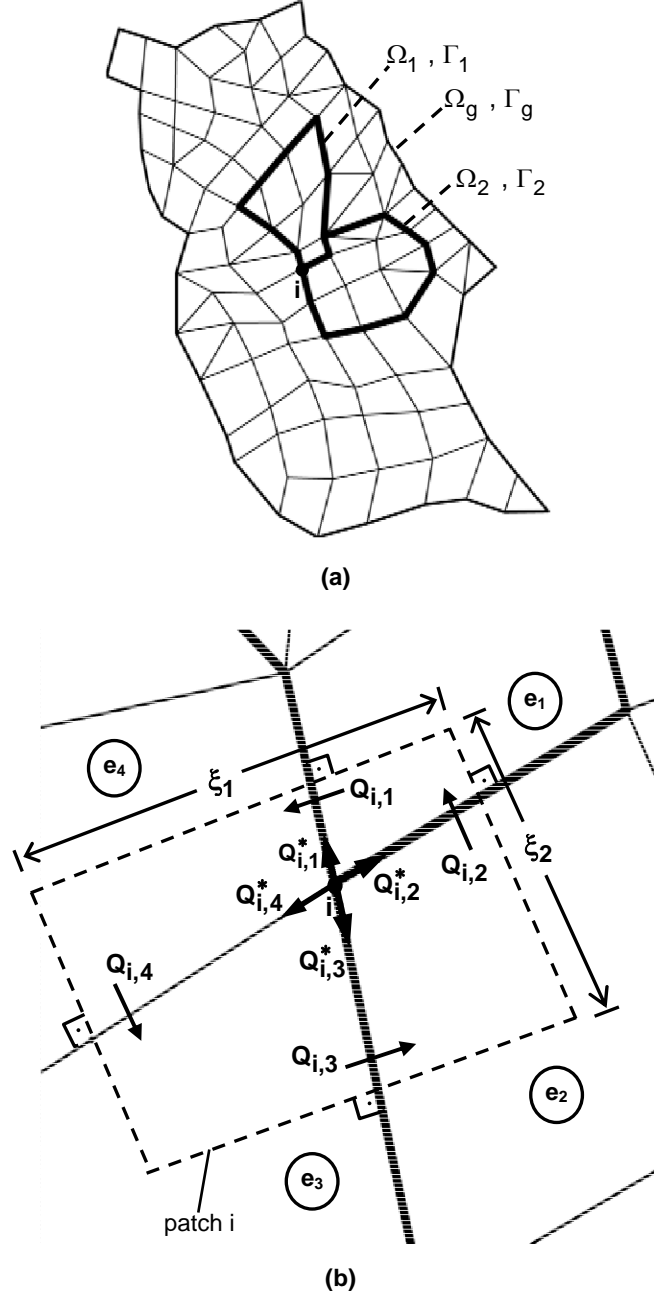 Ω1 , Γ1
Ωg , Γg
Ω2 , Γ2
i
(a)
e1
e4
ξ1
Qi,1
Q*i,1
Qi,2
ξ2
Q*i,4
Q*i,2
i
Q*i,3
Qi,4
Qi,3
e2
e3
patch i
(b)